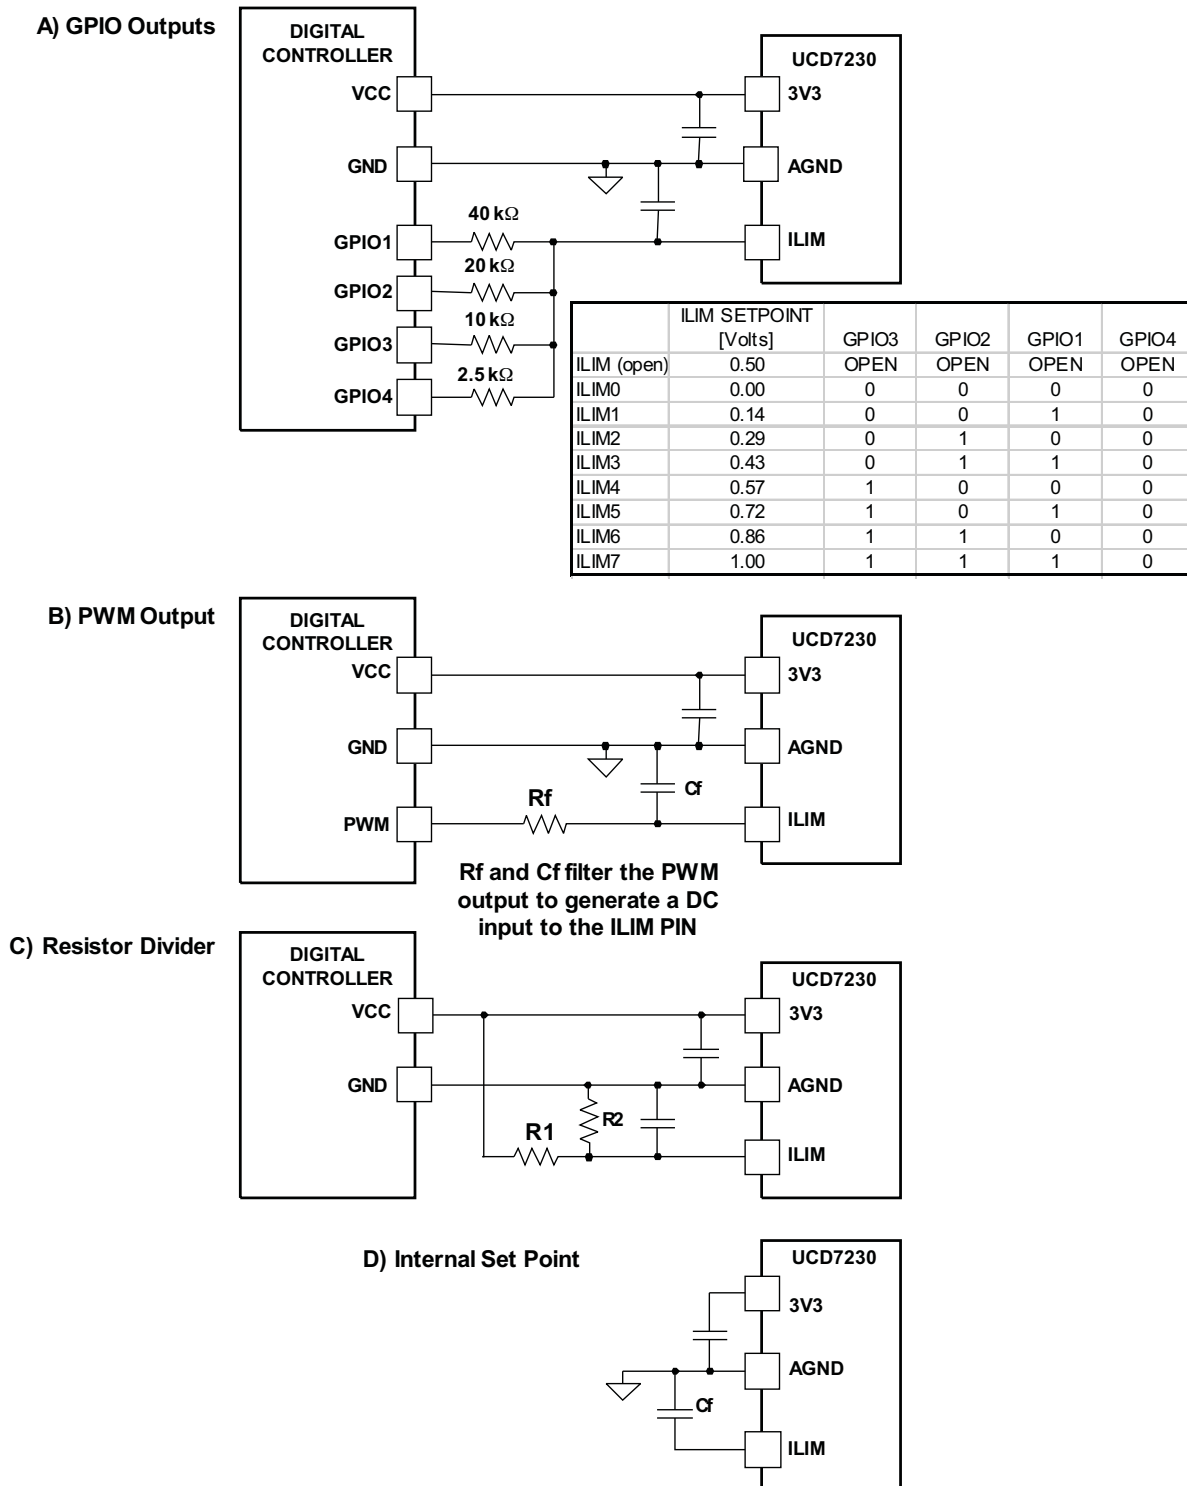 A) GPIO Outputs
DIGITAL
CONTROLLER
UCD7230
VCC
3V3
GND
AGND
40 kΩ
GPIO1
ILIM
20 kΩ
GPIO2
10 kΩ
GPIO3
2.5 kΩ
GPIO4
ILIM SETPOINT
[Volts] GPIO3 GPIO2 GPIO1 GPIO4
ILIM (open) 0.50 OPEN OPEN OPEN OPEN
ILIM0 0.00 0 0 0 0
ILIM1 0.14 0 0 1 0
ILIM2 0.29 0 1 0 0
ILIM3 0.43 0 1 1 0
ILIM4 0.57 1 0 0 0
ILIM5 0.72 1 0 1 0
ILIM6 0.86 1 1 0 0
ILIM7 1.00 1 1 1 0
B) PWM Output
DIGITAL
CONTROLLER
UCD7230
VCC
3V3
GND
AGND
Cf
Rf
PWM
ILIM
Rf and Cf filter the PWM
output to generate a DC
input to the ILIM PIN
C) Resistor Divider
DIGITAL
CONTROLLER
UCD7230
VCC
3V3
GND
AGND
R2
R1
ILIM
D) Internal Set Point
UCD7230
3V3
AGND
Cf
ILIM